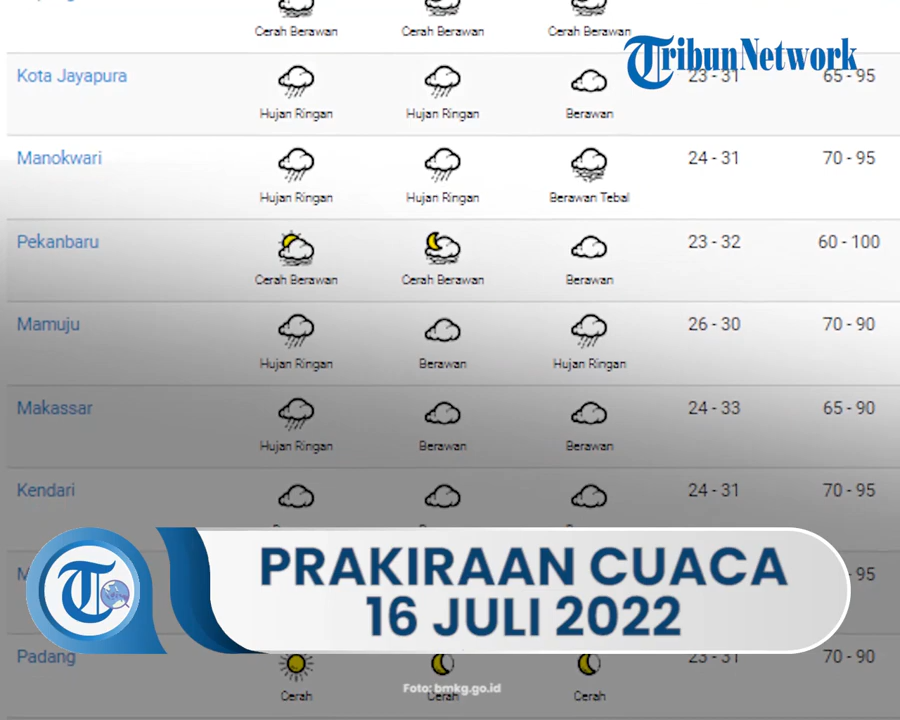 Cerah Berawan Cerah Berawan Cerah Berawan
TribunNetwork
Kota Jayapura 23 - 31 65 - 95
Hujan Ringan Hujan Ringan Berawan
Manokwari 24 - 31 70 - 95
Hujan Ringan Hujan Ringan Berawan Tebal
Pekanbaru 23 - 32 60 - 100
Cerah Berawan Cerah Berawan Berawan
Mamuju 26 - 30 70 - 90
Hujan Ringan Berawan Hujan Ringan
Makassar 24 - 33 65 - 90
Hujan Ringan Berawan Berawan
Kendari 24 - 31 70 - 95
PRAKIRAAN CUACA
16 JULI 2022
- 95
Padang 23 - 31 70 - 90
Foto: bmkg.go.id
Cerah Cerah Cerah